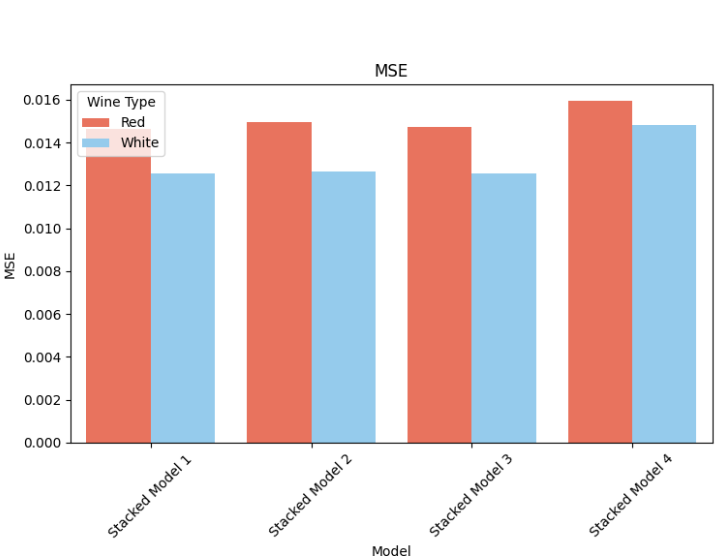 MSE
Wine Type
Red
White
0.016
0.014
0.012
0.010
0.008
0.006
0.004
0.002
0.000
MSE
Stacked Model 1
Stacked Model 2
Stacked Model 3
Stacked Model 4
Model